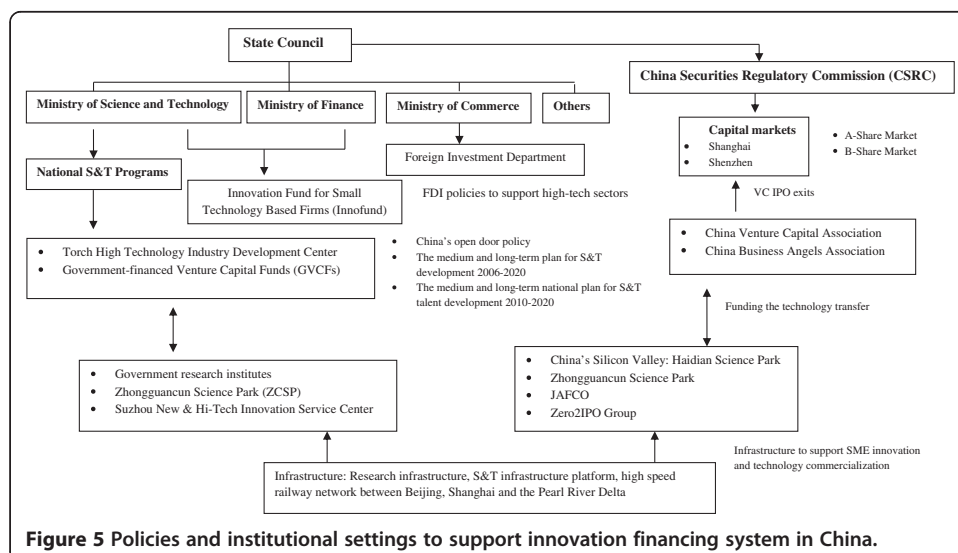 State Council
China Securities Regulatory Commission (CSRC)
Ministry of Science and Technology
Ministry of Finance
Ministry of Commerce
Others
Capital markets
• Shanghai
• Shenzhen
• A-Share Market
• B-Share Market
National S&T Programs
Foreign Investment Department
Innovation Fund for Small
Technology Based Firms (Innofund)
FDI policies to support high-tech sectors
VC IPO exits
• Torch High Technology Industry Development Center
• Government-financed Venture Capital Funds (GVCFs)
• China's open door policy
• The medium and long-term plan for S&T
development 2006-2020
• The medium and long-term national plan for S&T
talent development 2010-2020
• China Venture Capital Association
• China Business Angels Association
Funding the technology transfer
• Government research institutes
• Zhongguancun Science Park (ZCSP)
• Suzhou New & Hi-Tech Innovation Service Center
• China's Silicon Valley: Haidian Science Park
• Zhongguancun Science Park
• JAFCO
• Zero2IPO Group
Infrastructure to support SME innovation
and technology commercialization
Infrastructure: Research infrastructure, S&T infrastructure platform, high speed
railway network between Beijing, Shanghai and the Pearl River Delta
Figure 5 Policies and institutional settings to support innovation financing system in China.